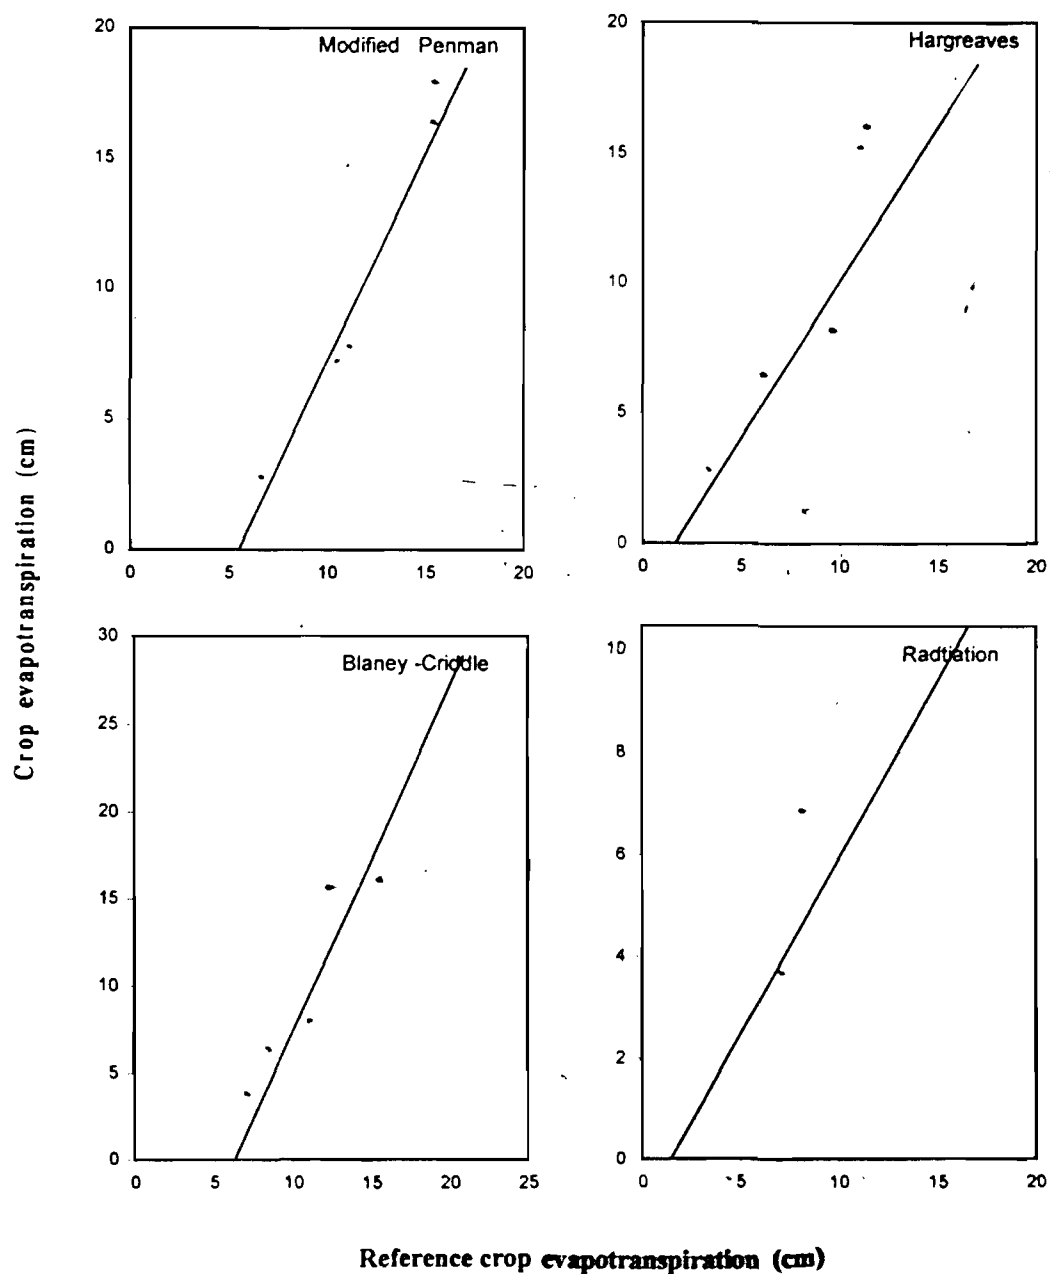 Modified Penman
20
15
10
5
0
0 5 10 15 20
Hargreaves
20
15
10
5
0
0 5 10 15 20
Crop evapotranspiration (cm)
Blaney -Criddle
30
25
20
15
10
5
0
0 5 10 15 20 25
Radtiation
10
8
6
4
2
0
0 5 10 15 20
Reference crop evapotranspiration (cm)